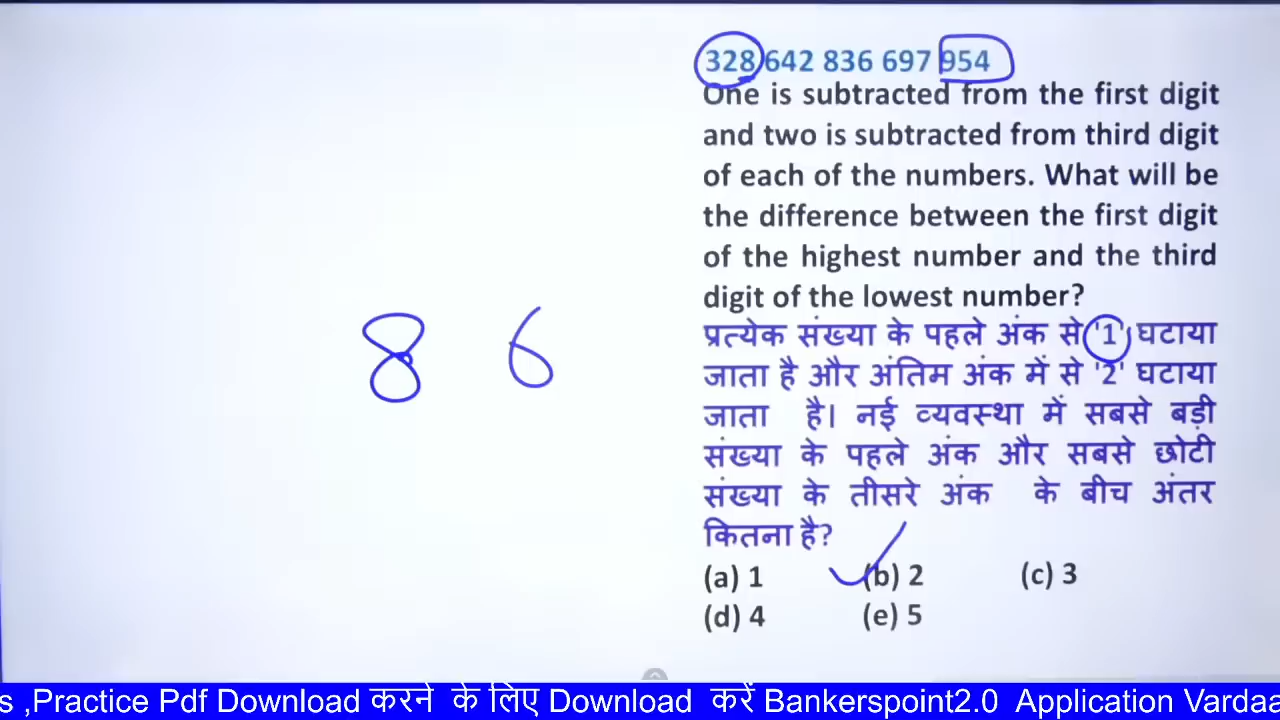 328 642 836 697 954
One is subtracted from the first digit
and two is subtracted from third digit
of each of the numbers. What will be
the difference between the first digit
of the highest number and the third
digit of the lowest number?
प्रत्येक संख्या के पहले अंक से '1' घटाया
जाता है और अंतिम अंक में से '2' घटाया
जाता है। नई व्यवस्था में सबसे बड़ी
संख्या के पहले अंक और सबसे छोटी
संख्या के तीसरे अंक के बीच अंतर
कितना है?
(a) 1 (b) 2 (c) 3
(d) 4 (e) 5
8 6
s ,Practice Pdf Download करने के लिए Download करें Bankerspoint2.0 Application Vardaa